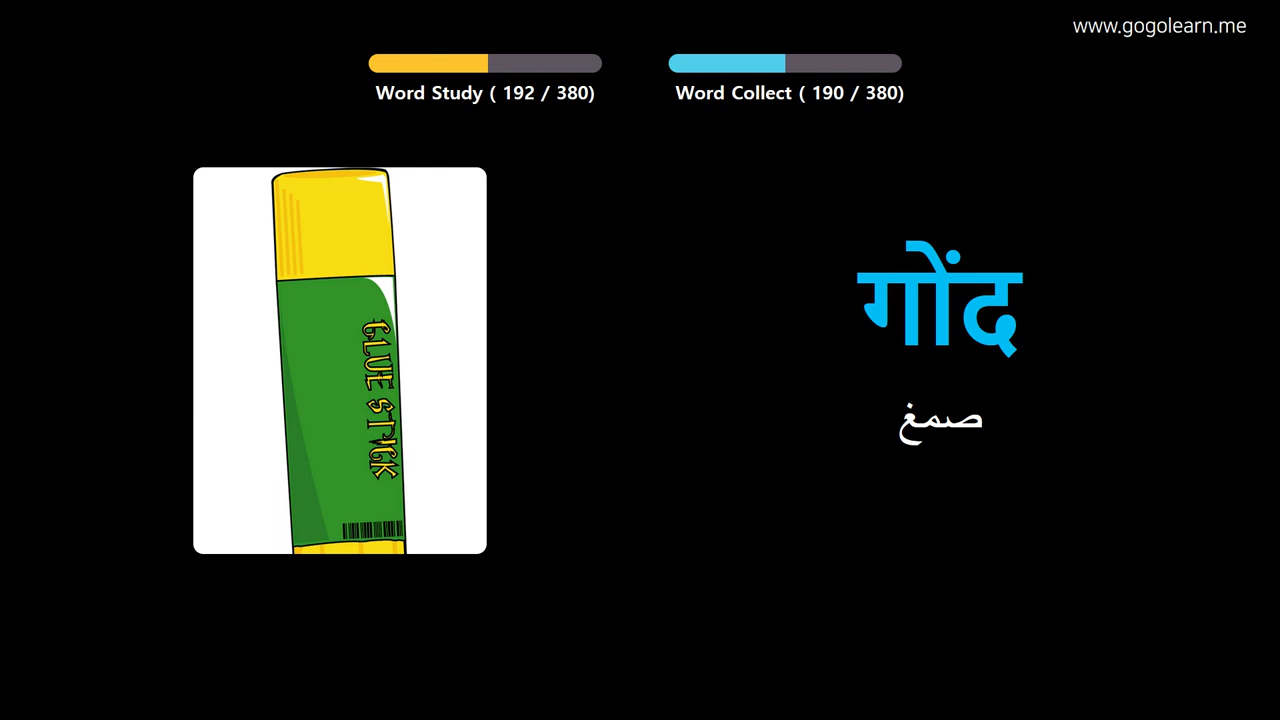 www.gogolearn.me
Word Study ( 192 / 380)
Word Collect ( 190 / 380)
GLUE STICK
गोंद
صمغ